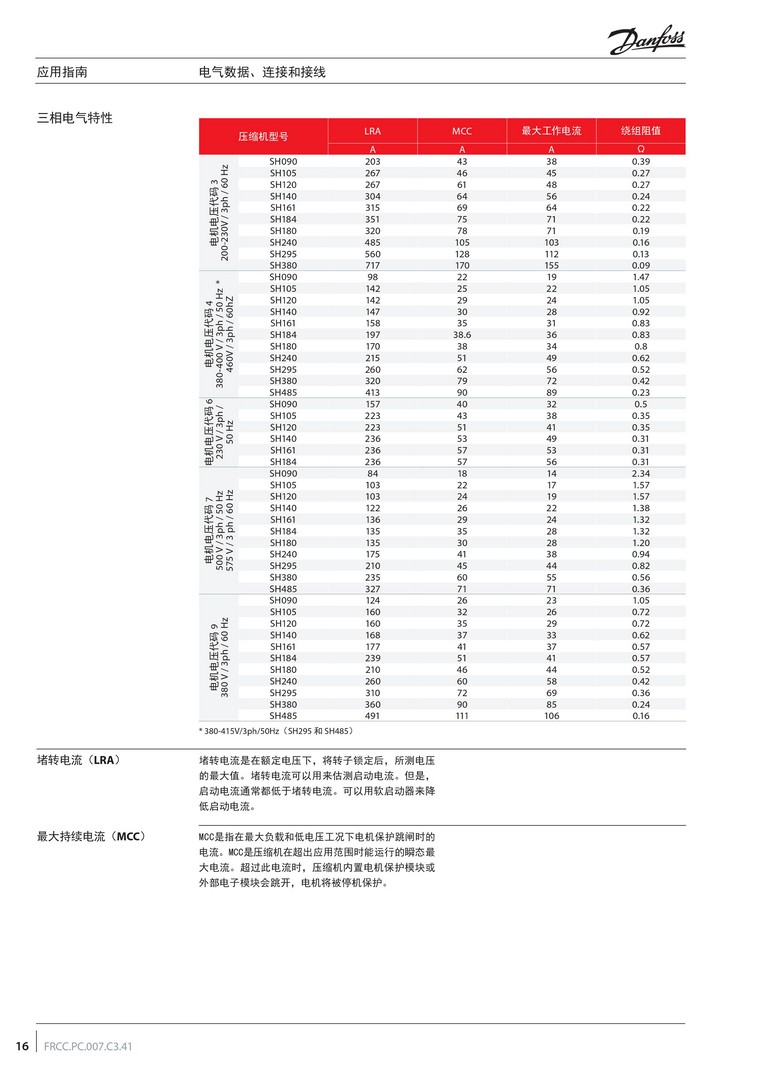 Danfoss
应用指南 电气数据、连接和接线
三相电气特性
压缩机型号 LRA MCC 最大工作电流 绕组阻值
A A A Ω
电机电压代码 3
200-230V / 3ph / 60 Hz
SH090 203 43 38 0.39
SH105 267 46 45 0.27
SH120 267 61 48 0.27
SH140 304 64 56 0.24
SH161 315 69 64 0.22
SH184 351 75 71 0.22
SH180 320 78 71 0.19
SH240 485 105 103 0.16
SH295 560 128 112 0.13
SH380 717 170 155 0.09
电机电压代码 4
380-400 V / 3ph / 50 Hz *
460V / 3ph / 60hZ
SH090 98 22 19 1.47
SH105 142 25 22 1.05
SH120 142 29 24 1.05
SH140 147 30 28 0.92
SH161 158 35 31 0.83
SH184 197 38.6 36 0.83
SH180 170 38 34 0.8
SH240 215 51 49 0.62
SH295 260 62 56 0.52
SH380 320 79 72 0.42
SH485 413 90 89 0.23
电机电压代码 6
230 V / 3ph /
50 Hz
SH090 157 40 32 0.5
SH105 223 43 38 0.35
SH120 223 51 41 0.35
SH140 236 53 49 0.31
SH161 236 57 53 0.31
SH184 236 57 56 0.31
电机电压代码 7
500 V / 3ph / 50 Hz
575 V / 3 ph / 60 Hz
SH090 84 18 14 2.34
SH105 103 22 17 1.57
SH120 103 24 19 1.57
SH140 122 26 22 1.38
SH161 136 29 24 1.32
SH184 135 35 28 1.32
SH180 135 30 28 1.20
SH240 175 41 38 0.94
SH295 210 45 44 0.82
SH380 235 60 55 0.56
SH485 327 71 71 0.36
电机电压代码 9
380 V / 3ph / 60 Hz
SH090 124 26 23 1.05
SH105 160 32 26 0.72
SH120 160 35 29 0.72
SH140 168 37 33 0.62
SH161 177 41 37 0.57
SH184 239 51 41 0.57
SH180 210 46 44 0.52
SH240 260 60 58 0.42
SH295 310 72 69 0.36
SH380 360 90 85 0.24
SH485 491 111 106 0.16
* 380-415V/3ph/50Hz（SH295 和 SH485）
堵转电流（LRA）
堵转电流是在额定电压下，将转子锁定后，所测电压
的最大值。堵转电流可以用来估测启动电流。但是，
启动电流通常都低于堵转电流。可以用软启动器来降
低启动电流。
最大持续电流（MCC）
MCC是指在最大负载和低电压工况下电机保护跳闸时的
电流。MCC是压缩机在超出应用范围时能运行的瞬态最
大电流。超过此电流时，压缩机内置电机保护模块或
外部电子模块会跳开，电机将被停机保护。
16 FRCC.PC.007.C3.41